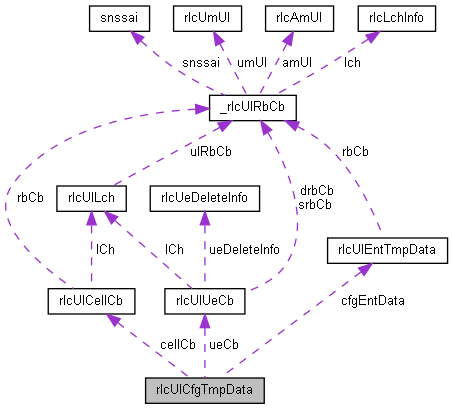 snssai
rlcUmUl
rlcAmUl
rlcLchInfo
snssai
umUl
amUl
lch
_rlcUlRbCb
rbCb
ulRbCb
drbCb
srbCb
rbCb
rlcUlLch
rlcUeDeleteInfo
rlcUlEntTmpData
lCh
lCh
ueDeleteInfo
rlcUlCellCb
rlcUlUeCb
cfgEntData
cellCb
ueCb
rlcUlCfgTmpData